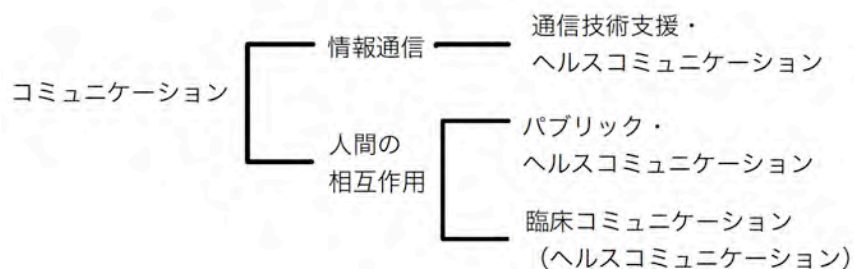 コミュニケーション
情報通信
通信技術支援・
ヘルスコミュニケーション
人間の
相互作用
パブリック・
ヘルスコミュニケーション
臨床コミュニケーション
（ヘルスコミュニケーション）